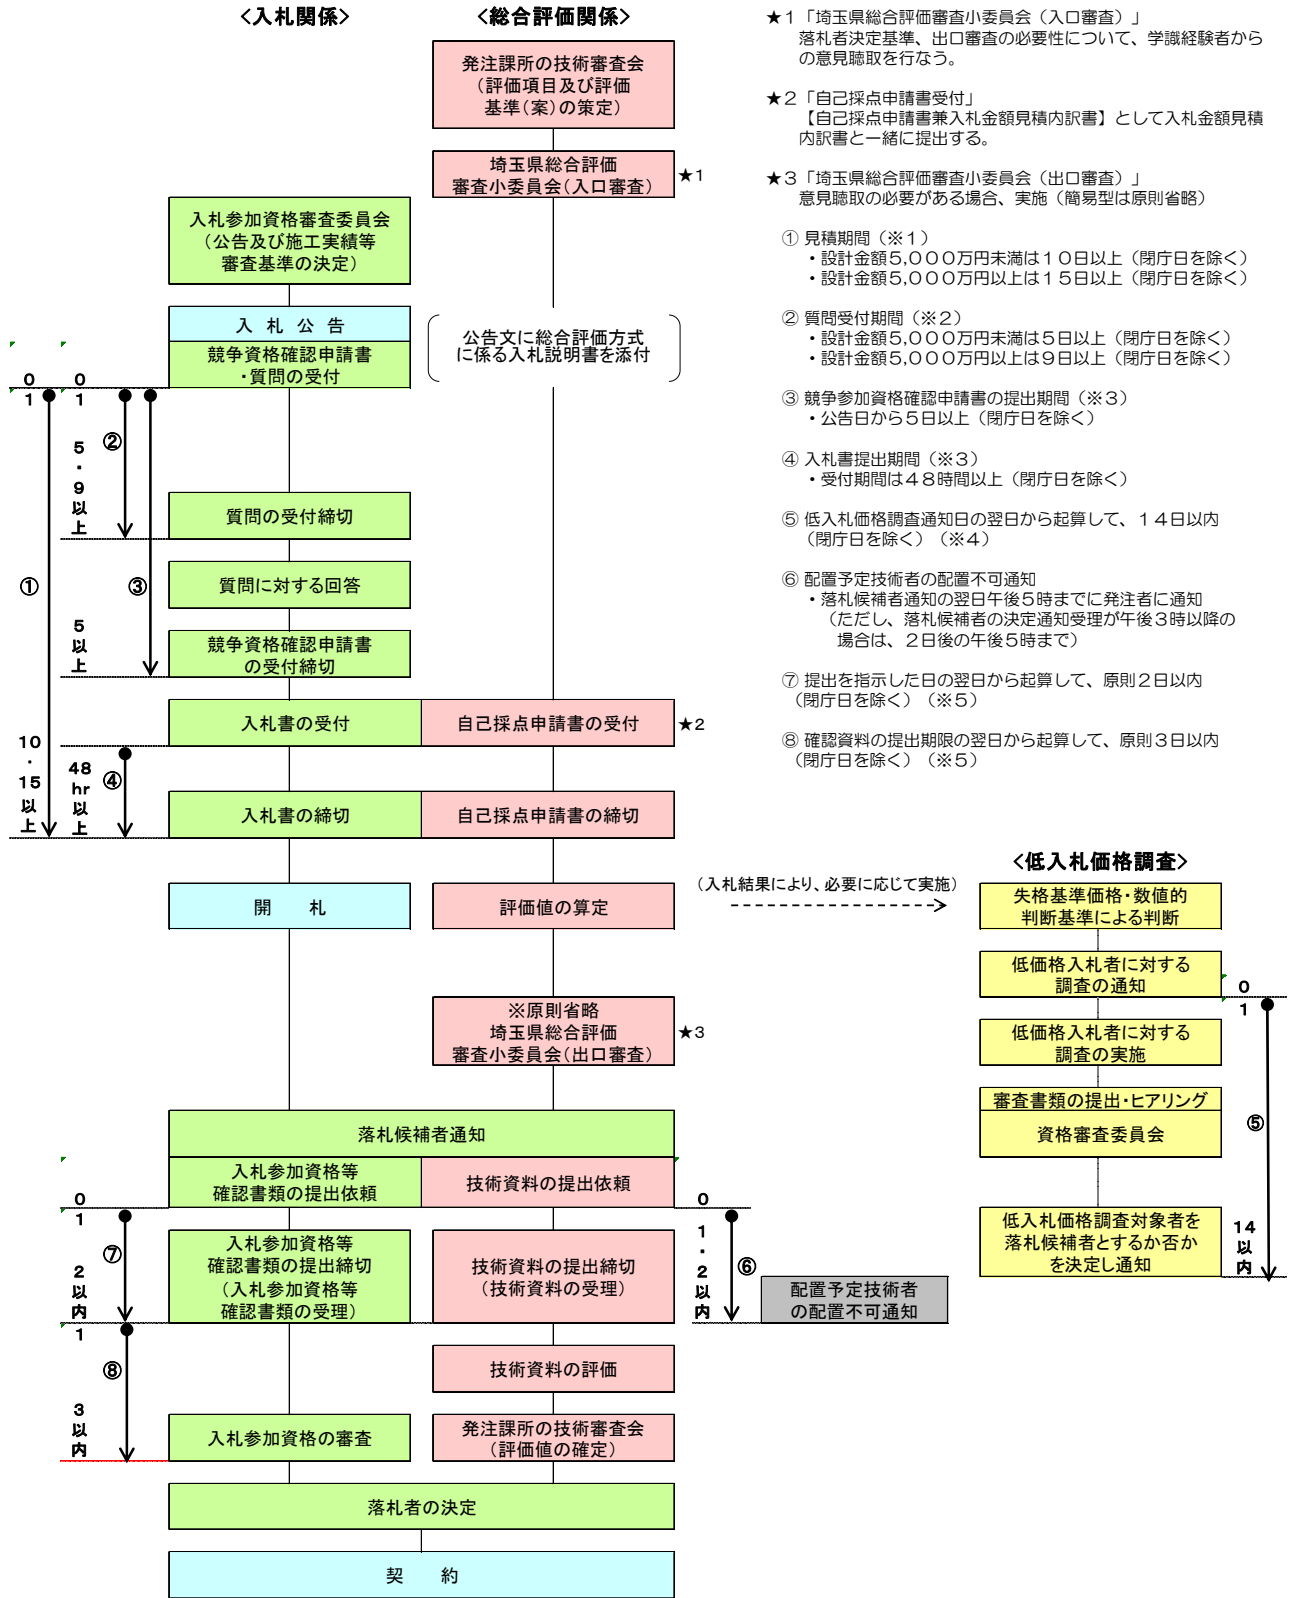 <入札関係>
<総合評価関係>
発注課所の技術審査会
(評価項目及び評価
基準(案)の策定)
埼玉県総合評価
審査小委員会(入口審査)
★1
入札参加資格審査委員会
(公告及び施工実績等
審査基準の決定)
入 札 公 告
競争資格確認申請書
・質問の受付
公告文に総合評価方式
に係る入札説明書を添付
0
0
1
1
②
5・9以上
質問の受付締切
①
③
質問に対する回答
5以上
競争資格確認申請書
の受付締切
入札書の受付
自己採点申請書の受付
★2
10・15以上
48hr以上
④
入札書の締切
自己採点申請書の締切
開 札
評価値の算定
(入札結果により、必要に応じて実施)
※原則省略
埼玉県総合評価
審査小委員会(出口審査)
★3
落札候補者通知
入札参加資格等
確認書類の提出依頼
技術資料の提出依頼
0
1
⑦
2以内
入札参加資格等
確認書類の提出締切
(入札参加資格等
確認書類の受理)
技術資料の提出締切
(技術資料の受理)
0
1・2以内
⑥
配置予定技術者
の配置不可通知
1
⑧
3以内
技術資料の評価
入札参加資格の審査
発注課所の技術審査会
(評価値の確定)
落札者の決定
契 約
★1「埼玉県総合評価審査小委員会(入口審査)」
落札者決定基準、出口審査の必要性について、学識経験者から
の意見聴取を行なう。
★2「自己採点申請書受付」
【自己採点申請書兼入札金額見積内訳書】として入札金額見積
内訳書と一緒に提出する。
★3「埼玉県総合評価審査小委員会(出口審査)」
意見聴取の必要がある場合、実施(簡易型は原則省略)
① 見積期間(※1)
・設計金額5,000万円未満は10日以上(閉庁日を除く)
・設計金額5,000万円以上は15日以上(閉庁日を除く)
② 質問受付期間(※2)
・設計金額5,000万円未満は5日以上(閉庁日を除く)
・設計金額5,000万円以上は9日以上(閉庁日を除く)
③ 競争参加資格確認申請書の提出期間(※3)
・公告日から5日以上(閉庁日を除く)
④ 入札書提出期間(※3)
・受付期間は48時間以上(閉庁日を除く)
⑤ 低入札価格調査通知日の翌日から起算して、14日以内
(閉庁日を除く)(※4)
⑥ 配置予定技術者の配置不可通知
・落札候補者通知の翌日午後5時までに発注者に通知
(ただし、落札候補者の決定通知受理が午後3時以降の
場合は、2日後の午後5時まで)
⑦ 提出を指示した日の翌日から起算して、原則2日以内
(閉庁日を除く)(※5)
⑧ 確認資料の提出期限の翌日から起算して、原則3日以内
(閉庁日を除く)(※5)
<低入札価格調査>
失格基準価格・数値的
判断基準による判断
低価格入札者に対する
調査の通知
0
1
低価格入札者に対する
調査の実施
審査書類の提出・ヒアリング
資格審査委員会
⑤
低入札価格調査対象者を
落札候補者とするか否か
を決定し通知
14以内